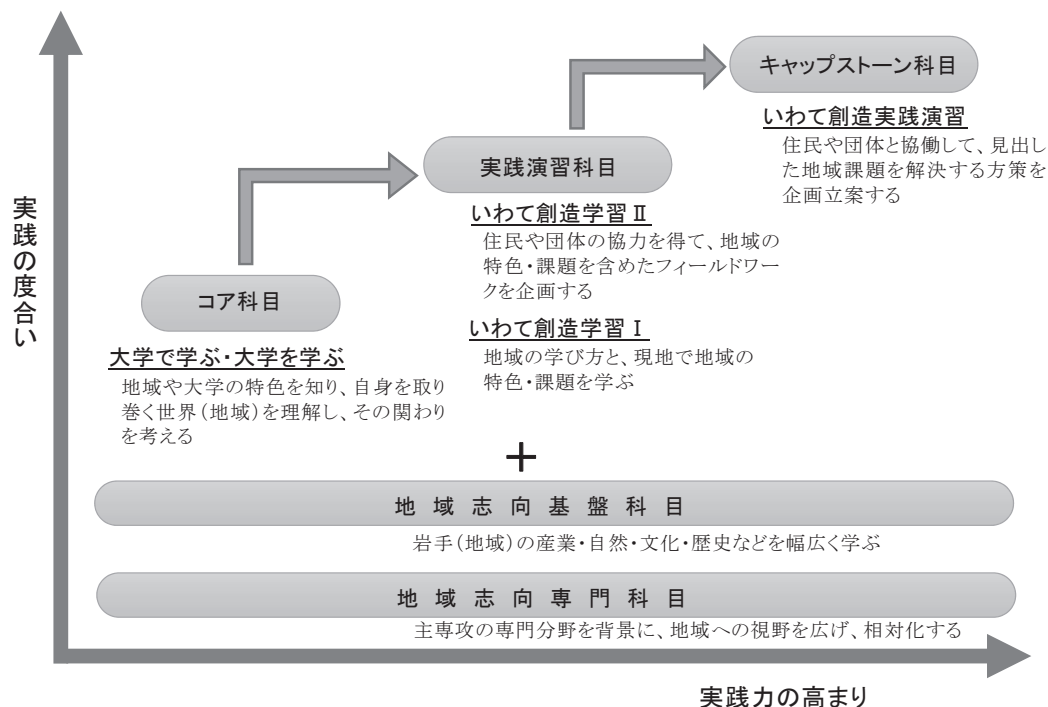 実践の度合い
キャップストーン科目
いわて創造実践演習
住民や団体と協働して、見出し
た地域課題を解決する方策を
企画立案する
実践演習科目
いわて創造学習Ⅱ
住民や団体の協力を得て、地域の
特色・課題を含めたフィールドワー
クを企画する
いわて創造学習Ⅰ
地域の学び方と、現地で地域の
特色・課題を学ぶ
コア科目
大学で学ぶ・大学を学ぶ
地域や大学の特色を知り、自身を取り
巻く世界(地域)を理解し、その関わり
を考える
+
地域志向基盤科目
岩手(地域)の産業・自然・文化・歴史などを幅広く学ぶ
地域志向専門科目
主専攻の専門分野を背景に、地域への視野を広げ、相対化する
実践力の高まり